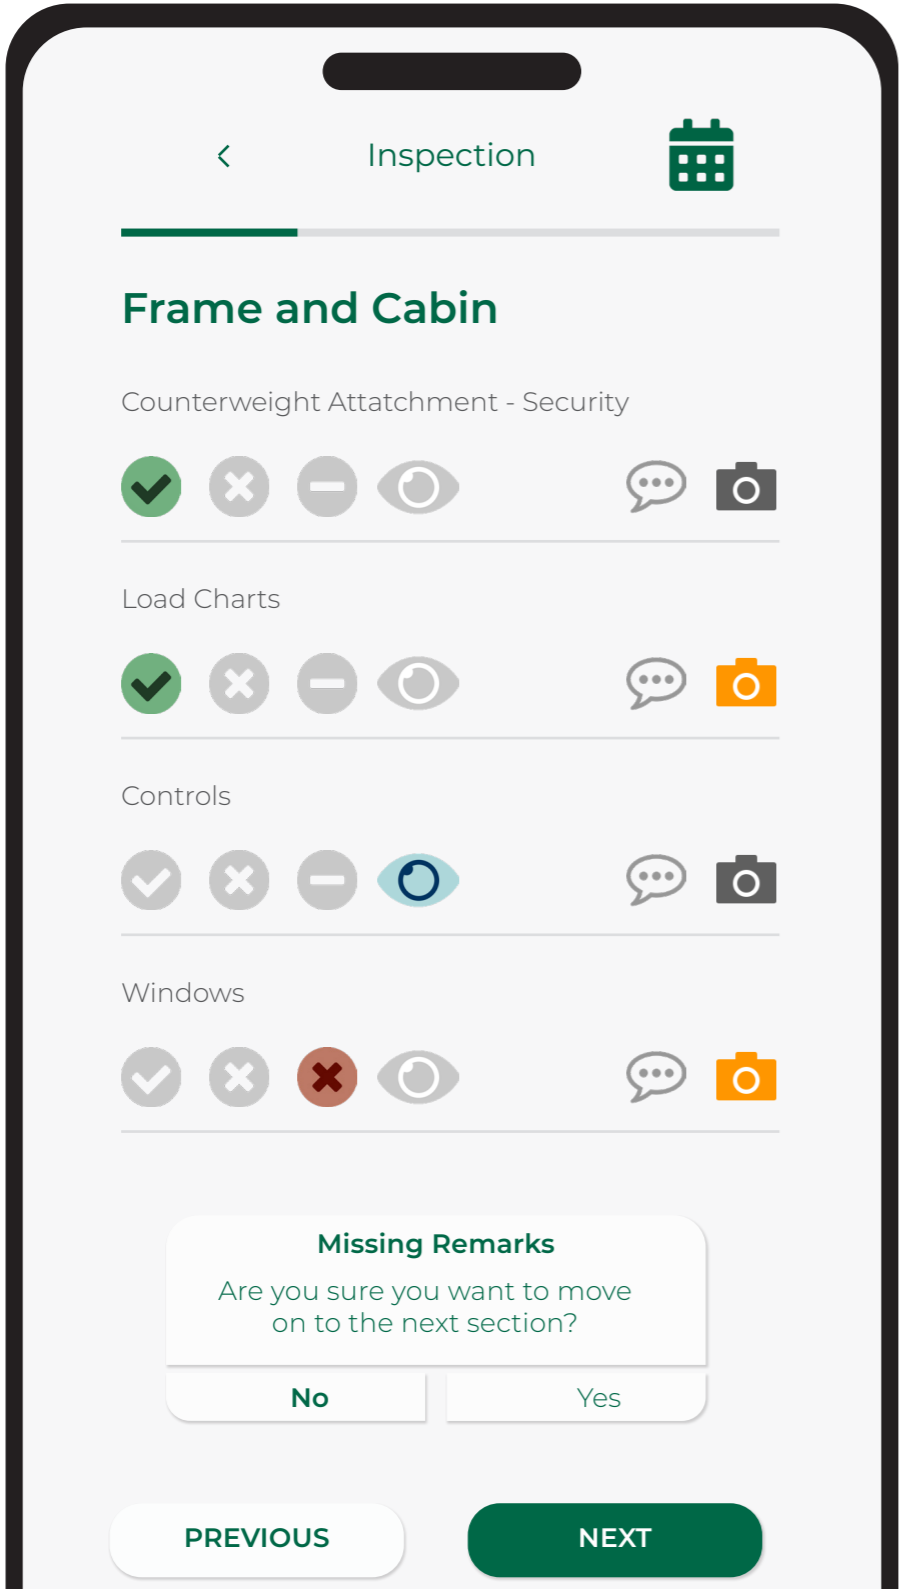 Inspection
Frame and Cabin
Counterweight Attatchment - Security
Load Charts
Controls
Windows
Missing Remarks
Are you sure you want to move
on to the next section?
No
Yes
PREVIOUS
NEXT